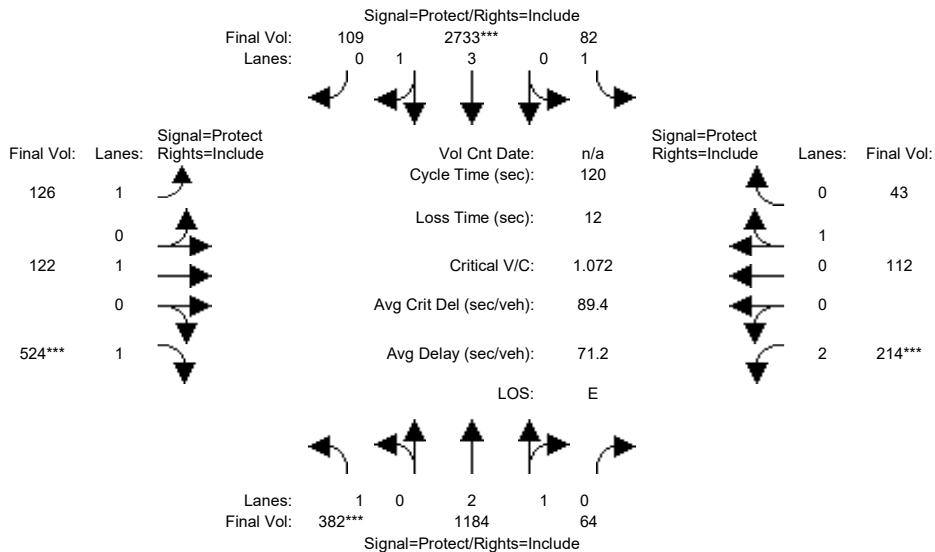 Signal=Protect/Rights=Include
Final Vol: 109 2733*** 82
Lanes: 0 1 3 0 1
Signal=Protect Signal=Protect
Final Vol: Lanes: Rights=Include Vol Cnt Date: n/a Rights=Include Lanes: Final Vol:
Cycle Time (sec): 120
126 1 0 43
Loss Time (sec): 12
0 1
122 1 Critical V/C: 1.072 0 112
0 Avg Crit Del (sec/veh): 89.4 0
524*** 1 Avg Delay (sec/veh): 71.2 2 214***
LOS: E
Lanes: 1 0 2 1 0
Final Vol: 382*** 1184 64
Signal=Protect/Rights=Include